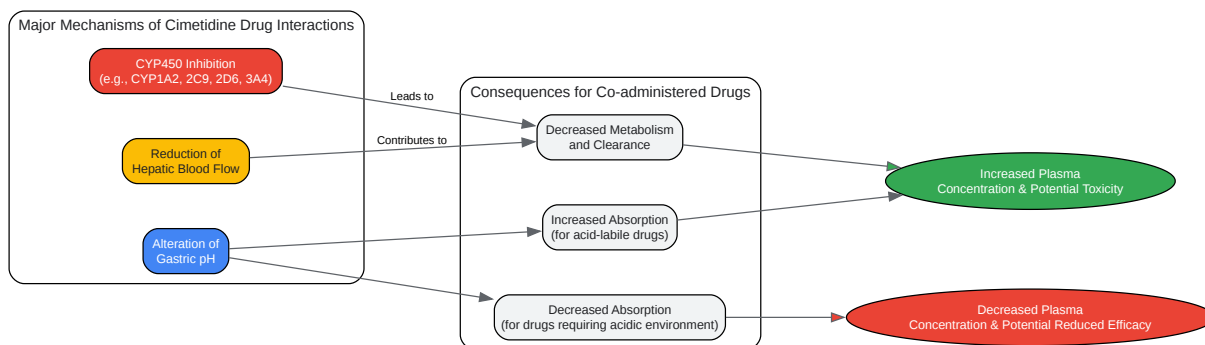 Major Mechanisms of Cimetidine Drug Interactions
CYP450 Inhibition
(e.g., CYP1A2, 2C9, 2D6, 3A4)
Reduction of
Hepatic Blood Flow
Alteration of
Gastric pH
Leads to
Contributes to
Consequences for Co-administered Drugs
Decreased Metabolism
and Clearance
Increased Absorption
(for acid-labile drugs)
Decreased Absorption
(for drugs requiring acidic environment)
Increased Plasma
Concentration & Potential Toxicity
Decreased Plasma
Concentration & Potential Reduced Efficacy